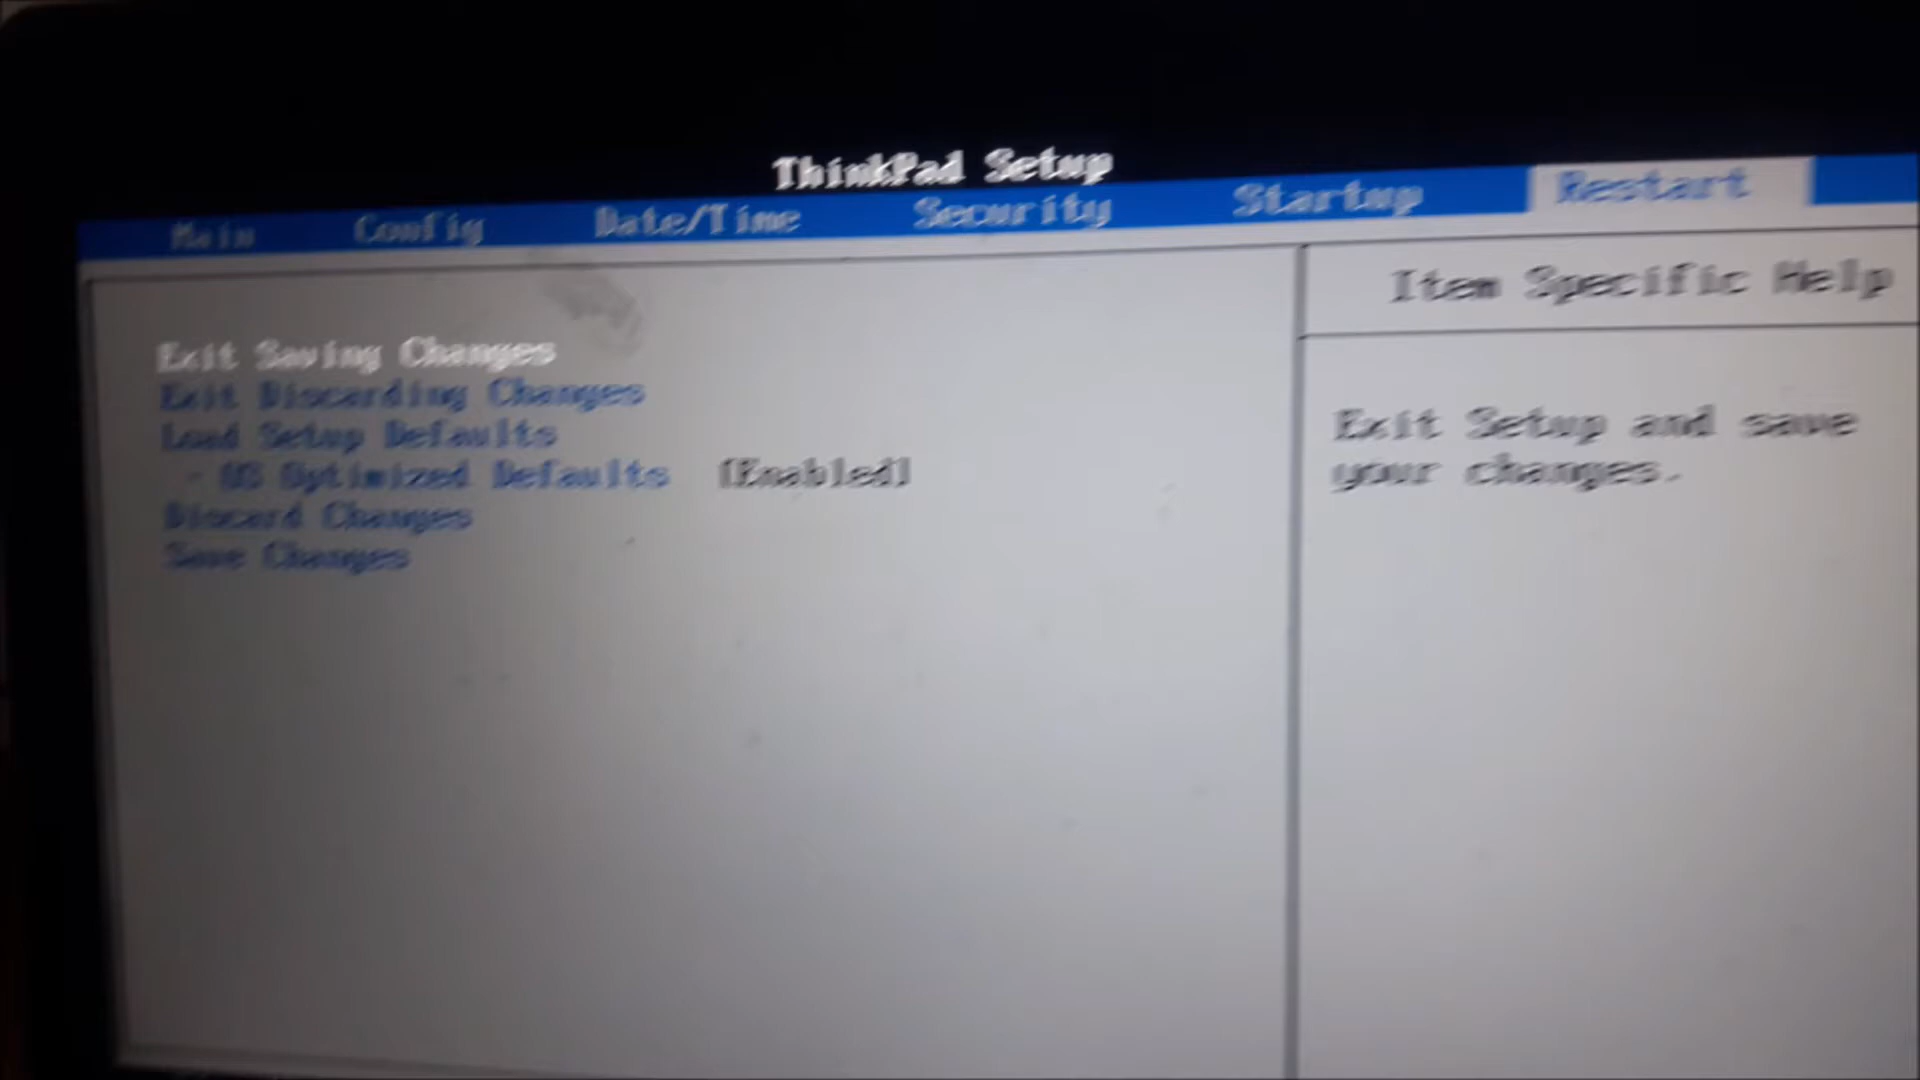 ThinkPad Setup
Main Config Date/Time Security Startup Restart
Item Specific Help
Exit Saving Changes
Exit Discarding Changes
Load Setup Defaults
- OS Optimized Defaults [Enabled]
Discard Changes
Save Changes
Exit Setup and save
your changes.